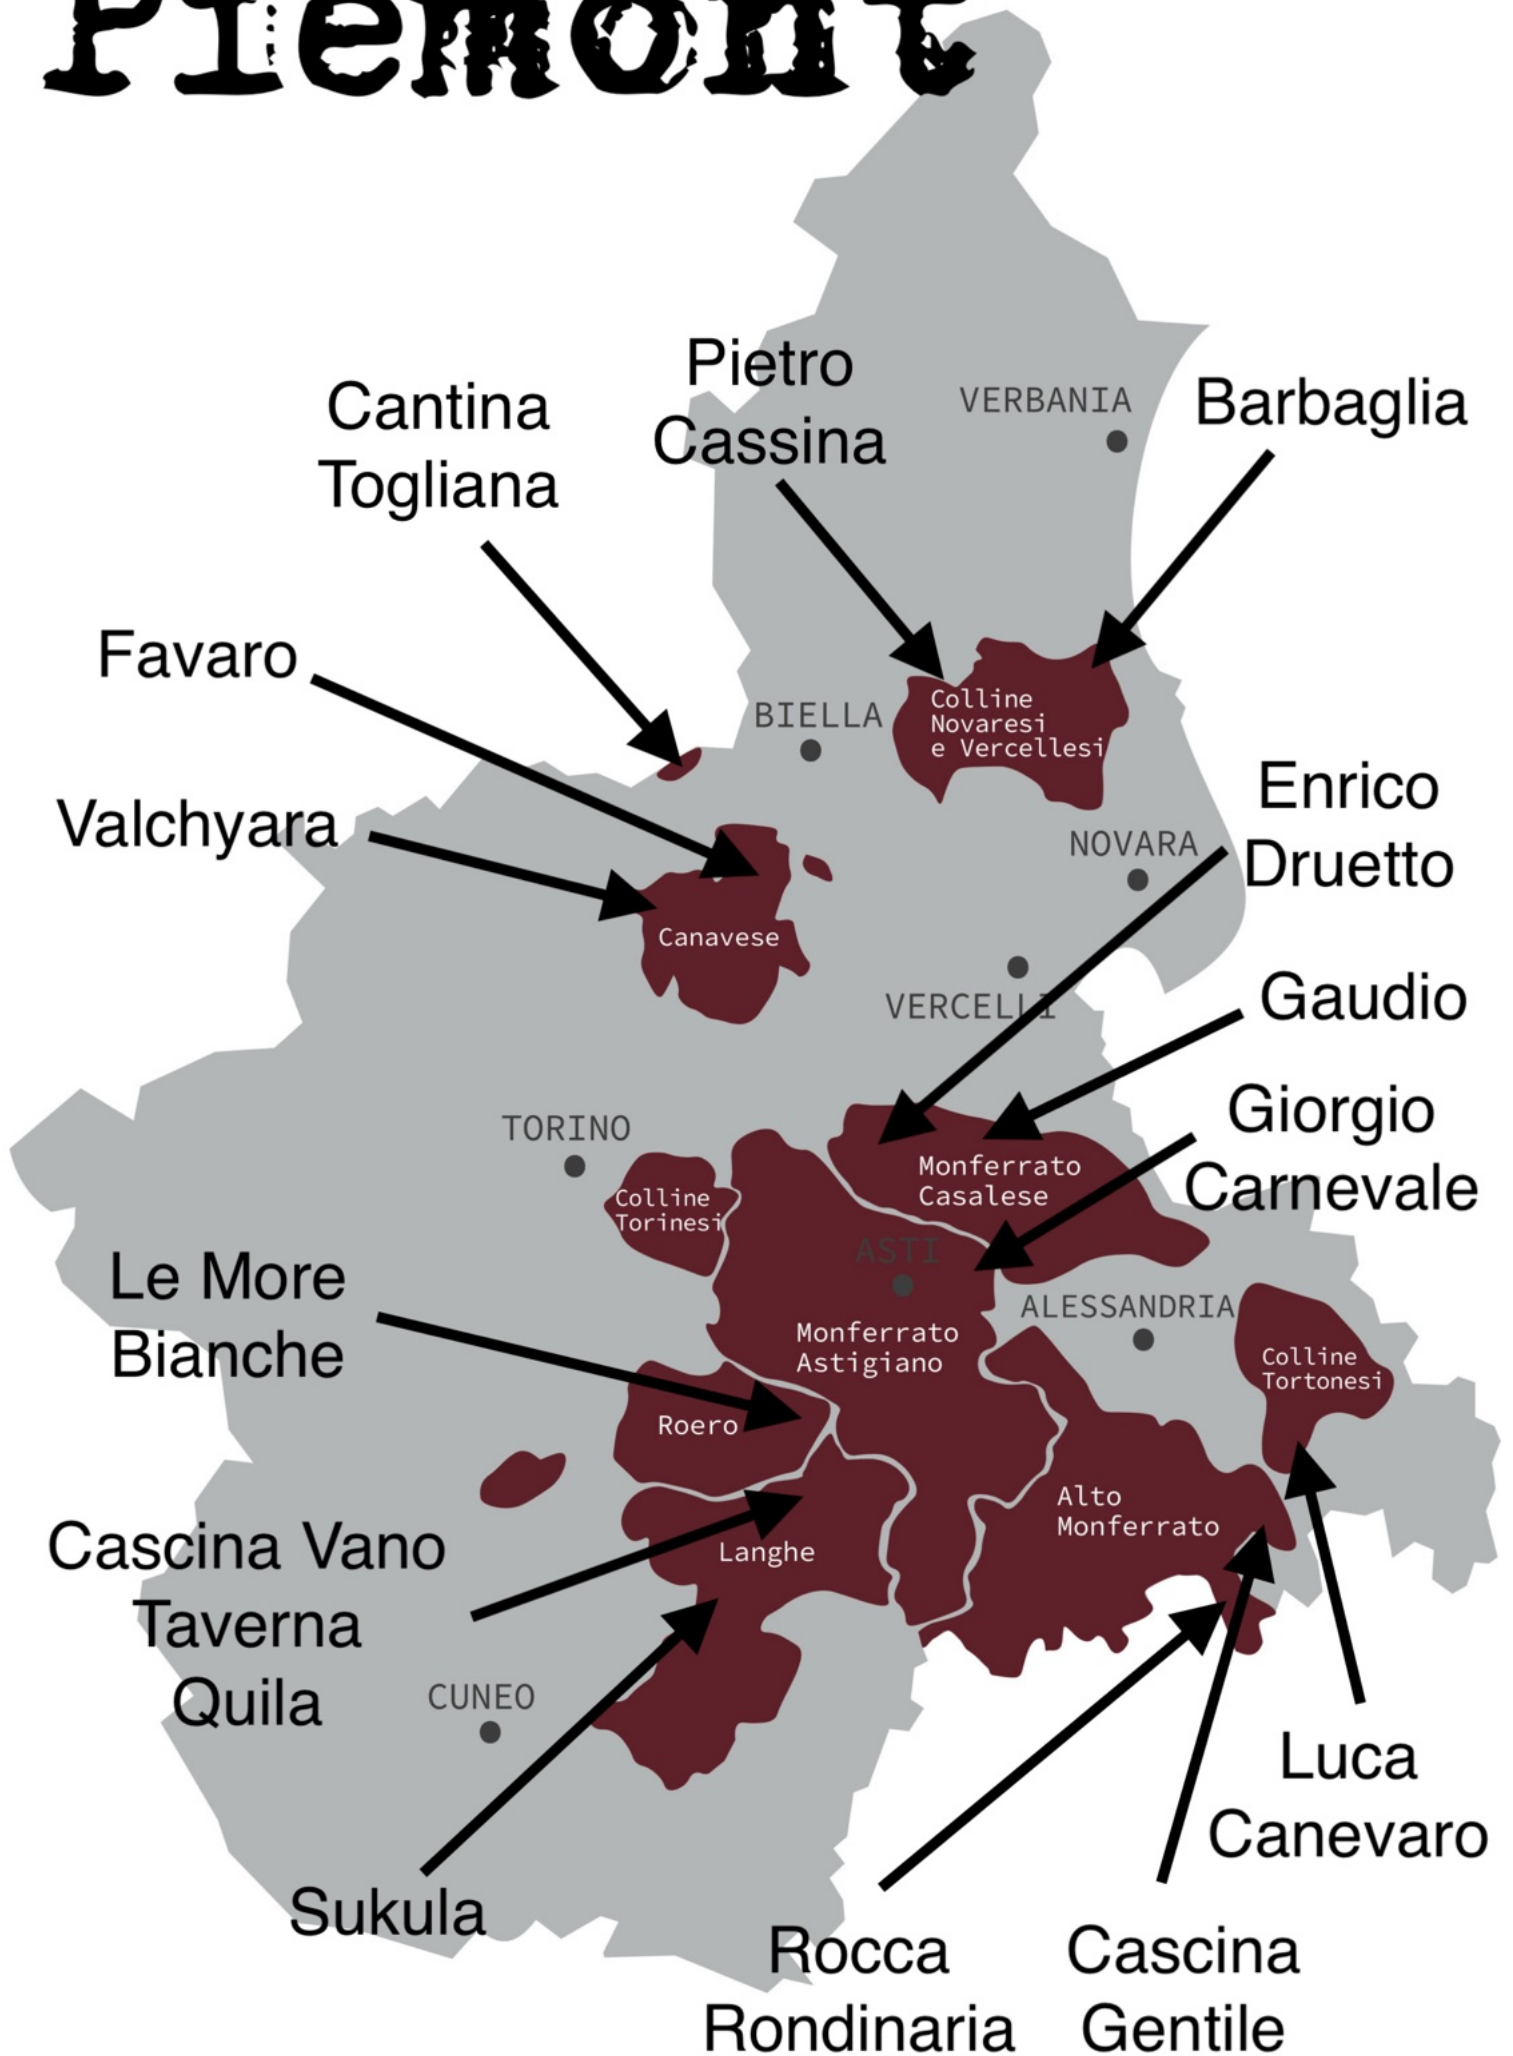 Piemont
Pietro
Cassina
Cantina
Togliana
VERBANIA
Barbaglia
Favaro
BIELLA
Colline
Novaresi
e Vercellesi
Valchyara
Enrico
Druetto
NOVARA
Canavese
VERCELLI
Gaudio
Giorgio
Carnevale
TORINO
Monferrato
Casalese
Colline
Torinesi
ASTI
Le More
Bianche
ALESSANDRIA
Monferrato
Astigiano
Colline
Tortonesi
Roero
Alto
Monferrato
Cascina Vano
Taverna
Quila
Langhe
CUNEO
Luca
Canevaro
Sukula
Rocca
Rondinaria
Cascina
Gentile